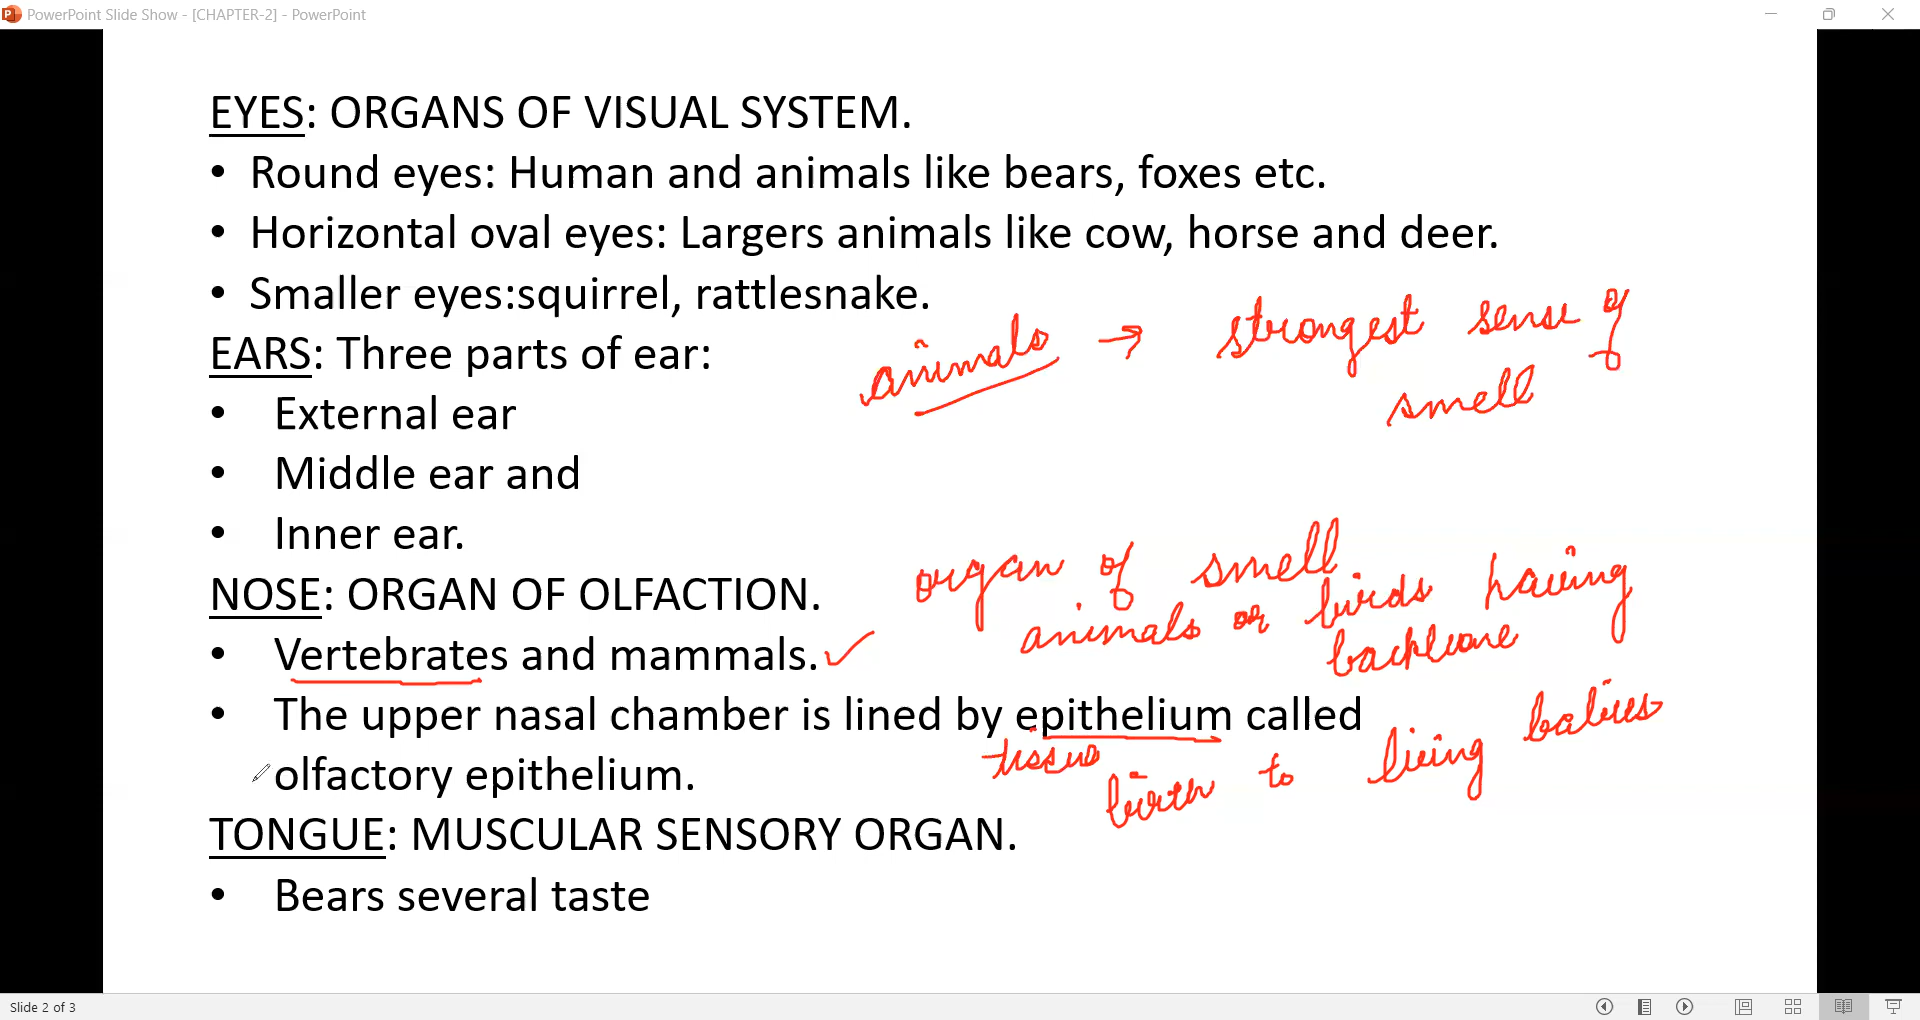 PowerPoint Slide Show - [CHAPTER-2] - PowerPoint
EYES: ORGANS OF VISUAL SYSTEM.
• Round eyes: Human and animals like bears, foxes etc.
• Horizontal oval eyes: Largers animals like cow, horse and deer.
• Smaller eyes:squirrel, rattlesnake.
animals → strongest sense of
smell
EARS: Three parts of ear:
• External ear
• Middle ear and
• Inner ear.
NOSE: ORGAN OF OLFACTION.
organ of smell
• Vertebrates and mammals.
animals or birds having
backbone
• The upper nasal chamber is lined by epithelium called
olfactory epithelium.
tissue
birth to living babies
TONGUE: MUSCULAR SENSORY ORGAN.
• Bears several taste
Slide 2 of 3